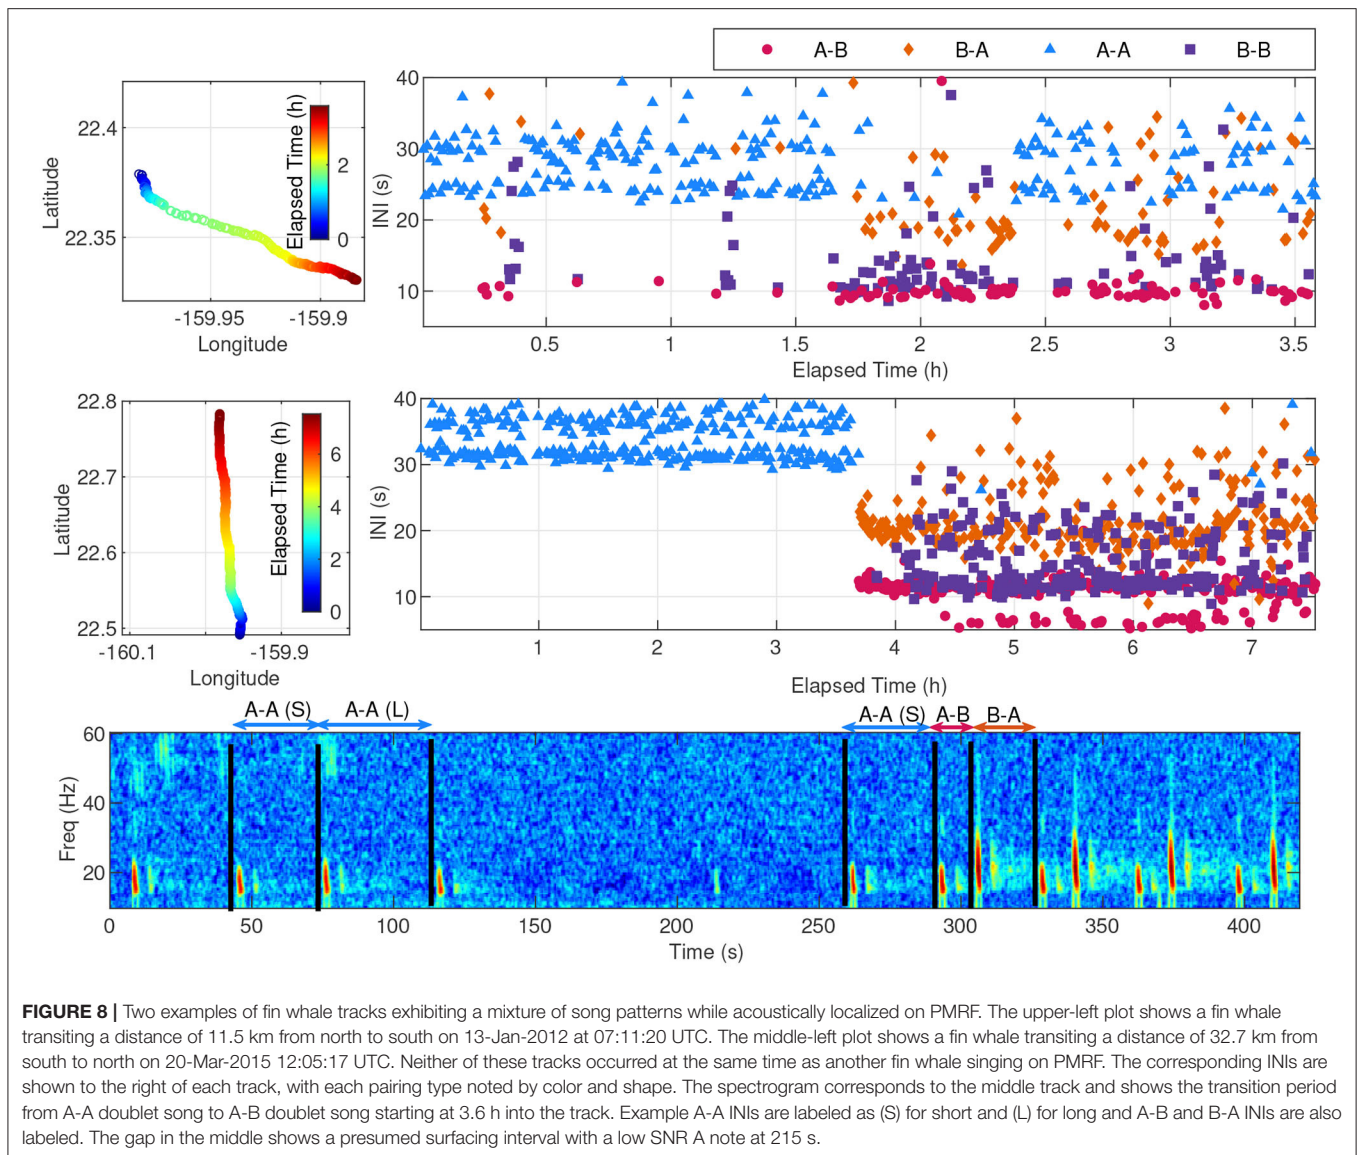 A-B B-A A-A B-B
22.4
22.35
Latitude
-159.95 -159.9
Longitude
Elapsed Time (h)
2
0
40
30
20
10
INI (s)
0.5 1 1.5 2 2.5 3 3.5
Elapsed Time (h)
22.8
22.7
22.6
22.5
Latitude
-160.1 -159.9
Longitude
Elapsed Time (h)
6
4
2
0
40
30
20
10
INI (s)
1 2 3 4 5 6 7
Elapsed Time (h)
A-A (S) A-A (L) A-A (S) A-B B-A
60
40
20
Freq (Hz)
0 50 100 150 200 250 300 350 400
Time (s)
FIGURE 8 | Two examples of fin whale tracks exhibiting a mixture of song patterns while acoustically localized on PMRF. The upper-left plot shows a fin whale
transiting a distance of 11.5 km from north to south on 13-Jan-2012 at 07:11:20 UTC. The middle-left plot shows a fin whale transiting a distance of 32.7 km from
south to north on 20-Mar-2015 12:05:17 UTC. Neither of these tracks occurred at the same time as another fin whale singing on PMRF. The corresponding INIs are
shown to the right of each track, with each pairing type noted by color and shape. The spectrogram corresponds to the middle track and shows the transition period
from A-A doublet song to A-B doublet song starting at 3.6 h into the track. Example A-A INIs are labeled as (S) for short and (L) for long and A-B and B-A INIs are also
labeled. The gap in the middle shows a presumed surfacing interval with a low SNR A note at 215 s.